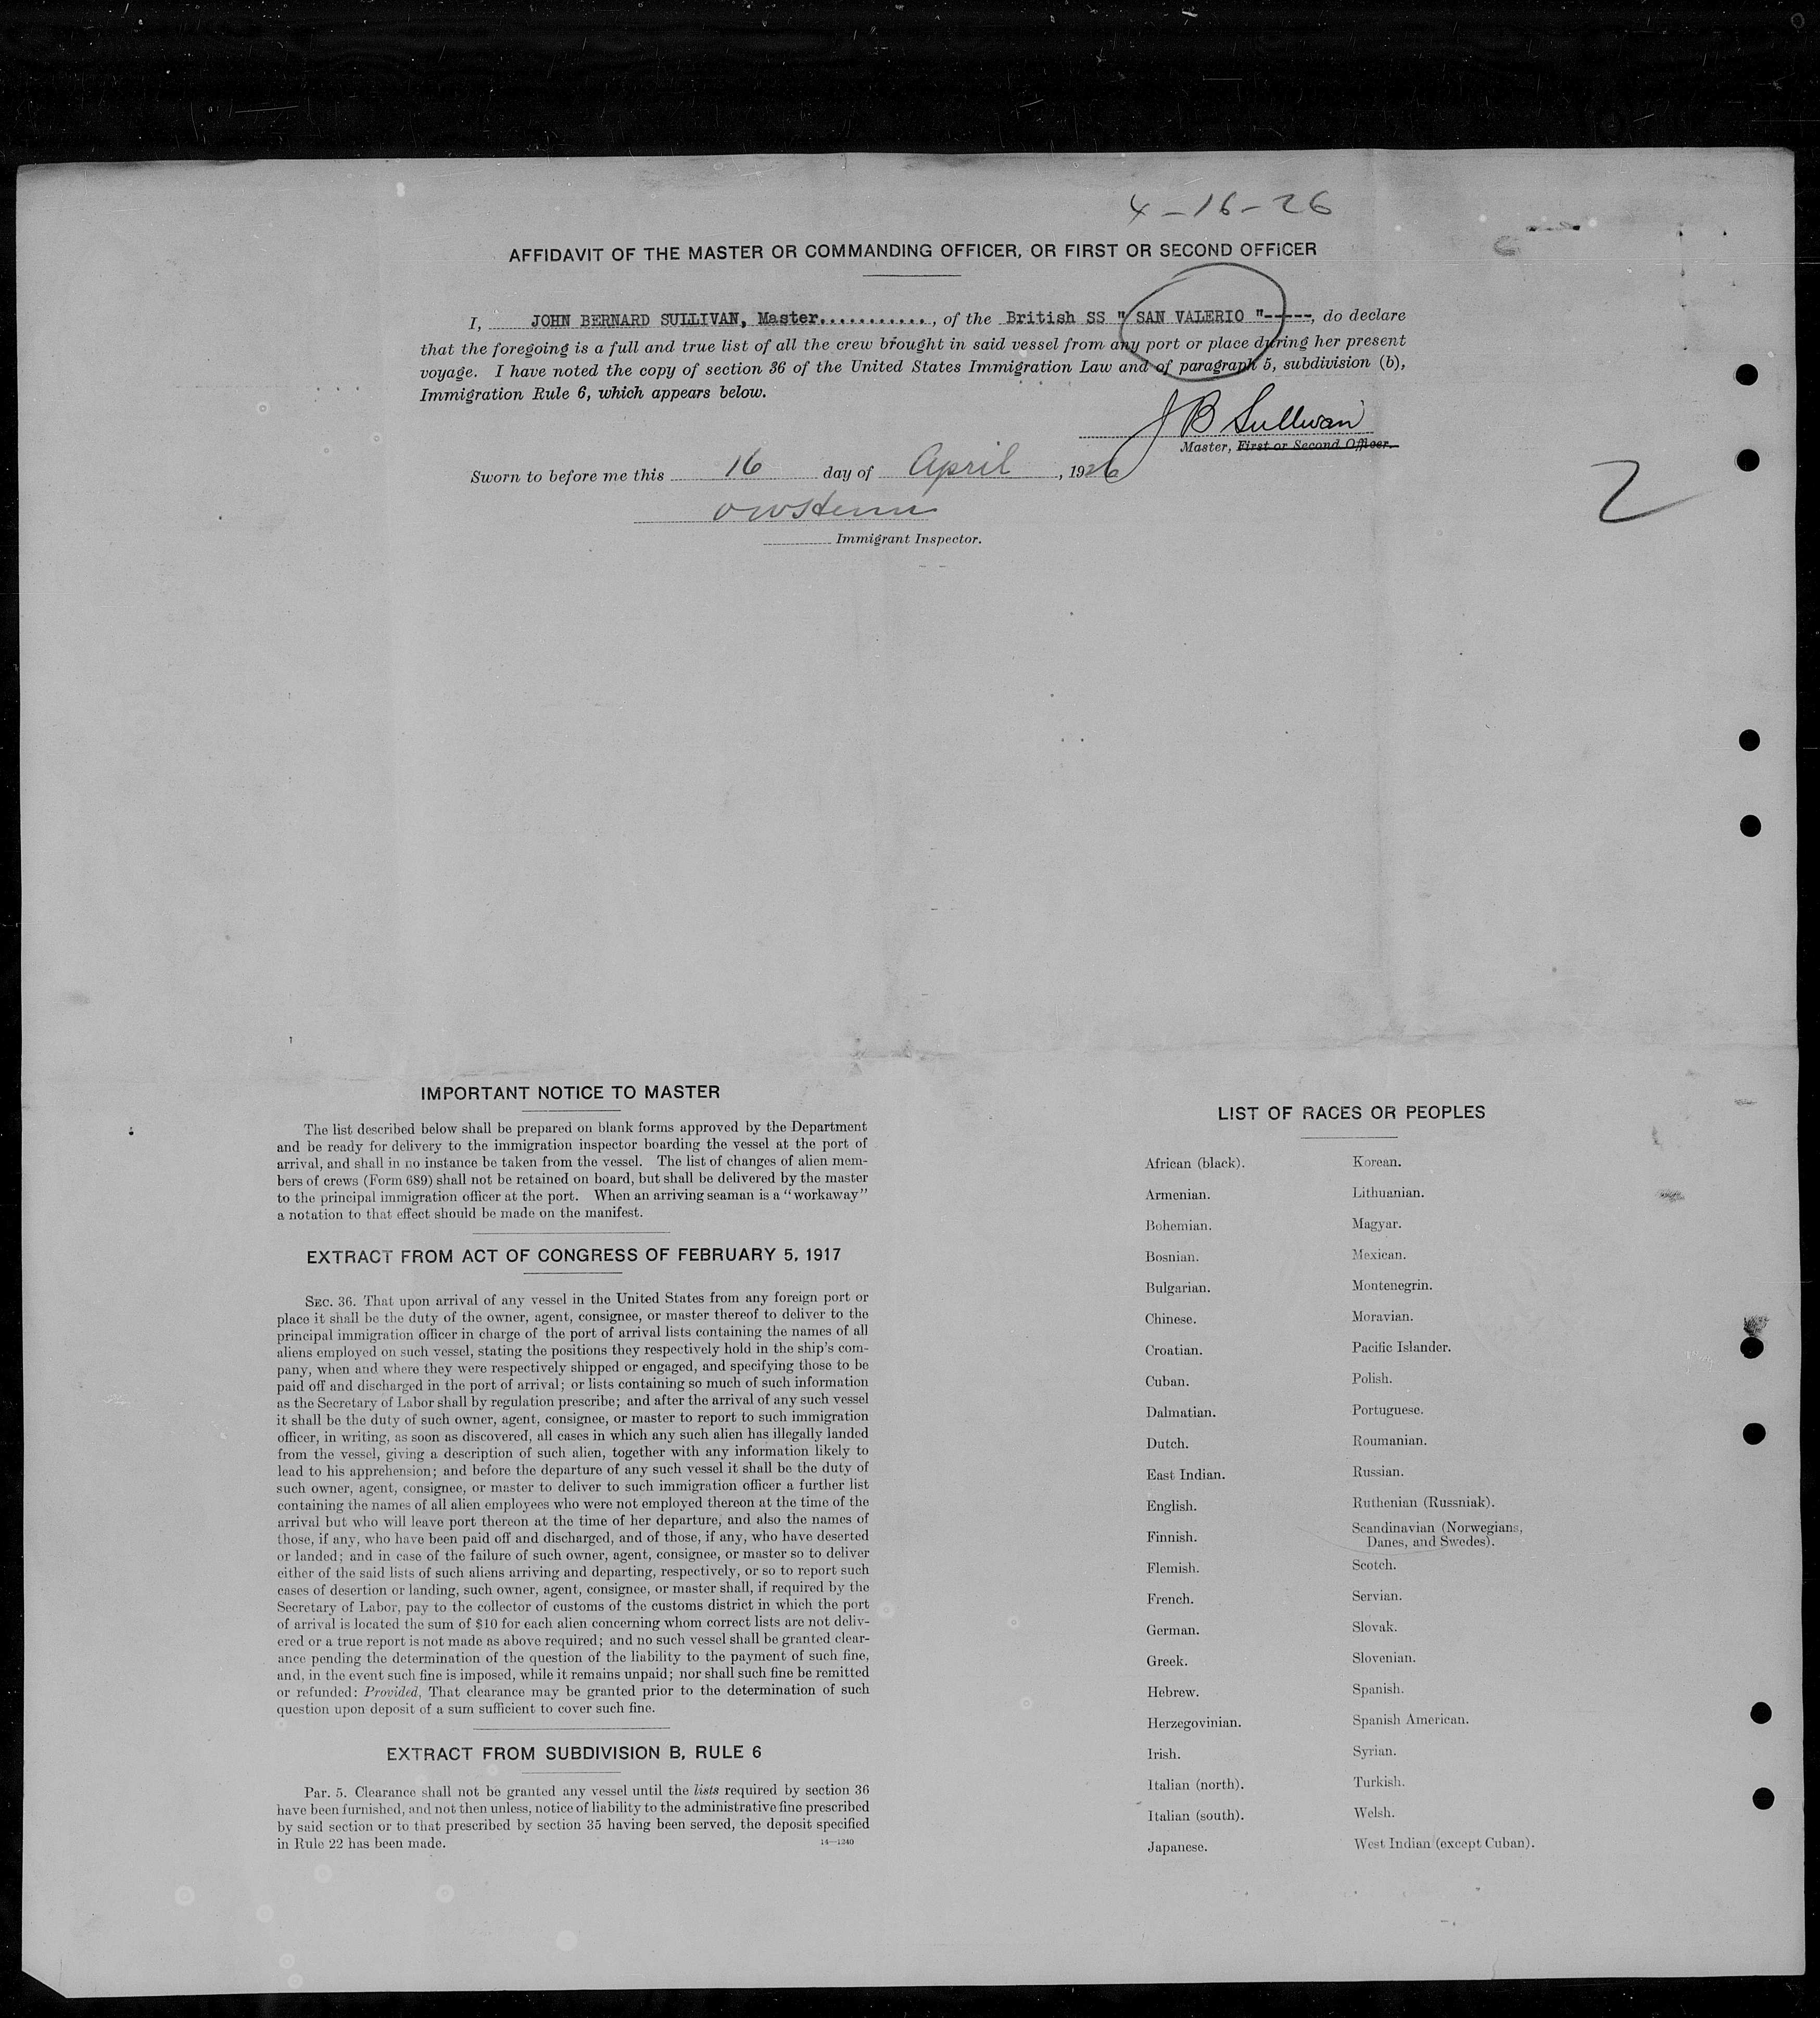 4-16-26
AFFIDAVIT OF THE MASTER OR COMMANDING OFFICER, OR FIRST OR SECOND OFFICER
I, JOHN BERNARD SULLIVAN, Master..........., of the British SS " SAN VALERIO "-----, do declare
that the foregoing is a full and true list of all the crew brought in said vessel from any port or place during her present
voyage. I have noted the copy of section 36 of the United States Immigration Law and of paragraph 5, subdivision (b),
Immigration Rule 6, which appears below.
J B Sullivan
Master, First or Second Officer.
Sworn to before me this 16 day of April, 1926
2
Immigrant Inspector.
IMPORTANT NOTICE TO MASTER
The list described below shall be prepared on blank forms approved by the Department
and be ready for delivery to the immigration inspector boarding the vessel at the port of
arrival, and shall in no instance be taken from the vessel. The list of changes of alien mem-
bers of crews (Form 689) shall not be retained on board, but shall be delivered by the master
to the principal immigration officer at the port. When an arriving seaman is a "workaway"
a notation to that effect should be made on the manifest.
EXTRACT FROM ACT OF CONGRESS OF FEBRUARY 5, 1917
SEC. 36. That upon arrival of any vessel in the United States from any foreign port or
place it shall be the duty of the owner, agent, consignee, or master thereof to deliver to the
principal immigration officer in charge of the port of arrival lists containing the names of all
aliens employed on such vessel, stating the positions they respectively hold in the ship's com-
pany, when and where they were respectively shipped or engaged, and specifying those to be
paid off and discharged in the port of arrival; or lists containing so much of such information
as the Secretary of Labor shall by regulation prescribe; and after the arrival of any such vessel
it shall be the duty of such owner, agent, consignee, or master to report to such immigration
officer, in writing, as soon as discovered, all cases in which any such alien has illegally landed
from the vessel, giving a description of such alien, together with any information likely to
lead to his apprehension; and before the departure of any such vessel it shall be the duty of
such owner, agent, consignee, or master to deliver to such immigration officer a further list
containing the names of all alien employees who were not employed thereon at the time of the
arrival but who will leave port thereon at the time of her departure, and also the names of
those, if any, who have been paid off and discharged, and of those, if any, who have deserted
or landed; and in case of the failure of such owner, agent, consignee, or master so to deliver
either of the said lists of such aliens arriving and departing, respectively, or so to report such
cases of desertion or landing, such owner, agent, consignee, or master shall, if required by the
Secretary of Labor, pay to the collector of customs of the customs district in which the port
of arrival is located the sum of $10 for each alien concerning whom correct lists are not deliv-
ered or a true report is not made as above required; and no such vessel shall be granted clear-
ance pending the determination of the question of the liability to the payment of such fine,
and, in the event such fine is imposed, while it remains unpaid; nor shall such fine be remitted
or refunded: Provided, That clearance may be granted prior to the determination of such
question upon deposit of a sum sufficient to cover such fine.
EXTRACT FROM SUBDIVISION B, RULE 6
Par. 5. Clearance shall not be granted any vessel until the lists required by section 36
have been furnished, and not then unless, notice of liability to the administrative fine prescribed
by said section or to that prescribed by section 35 having been served, the deposit specified
in Rule 22 has been made.
14—1240
LIST OF RACES OR PEOPLES
African (black).
Armenian.
Bohemian.
Bosnian.
Bulgarian.
Chinese.
Croatian.
Cuban.
Dalmatian.
Dutch.
East Indian.
English.
Finnish.
Flemish.
French.
German.
Greek.
Hebrew.
Herzegovinian.
Irish.
Italian (north).
Italian (south).
Japanese.
Korean.
Lithuanian.
Magyar.
Mexican.
Montenegrin.
Moravian.
Pacific Islander.
Polish.
Portuguese.
Roumanian.
Russian.
Ruthenian (Russniak).
Scandinavian (Norwegians,
Danes, and Swedes).
Scotch.
Servian.
Slovak.
Slovenian.
Spanish.
Spanish American.
Syrian.
Turkish.
Welsh.
West Indian (except Cuban).